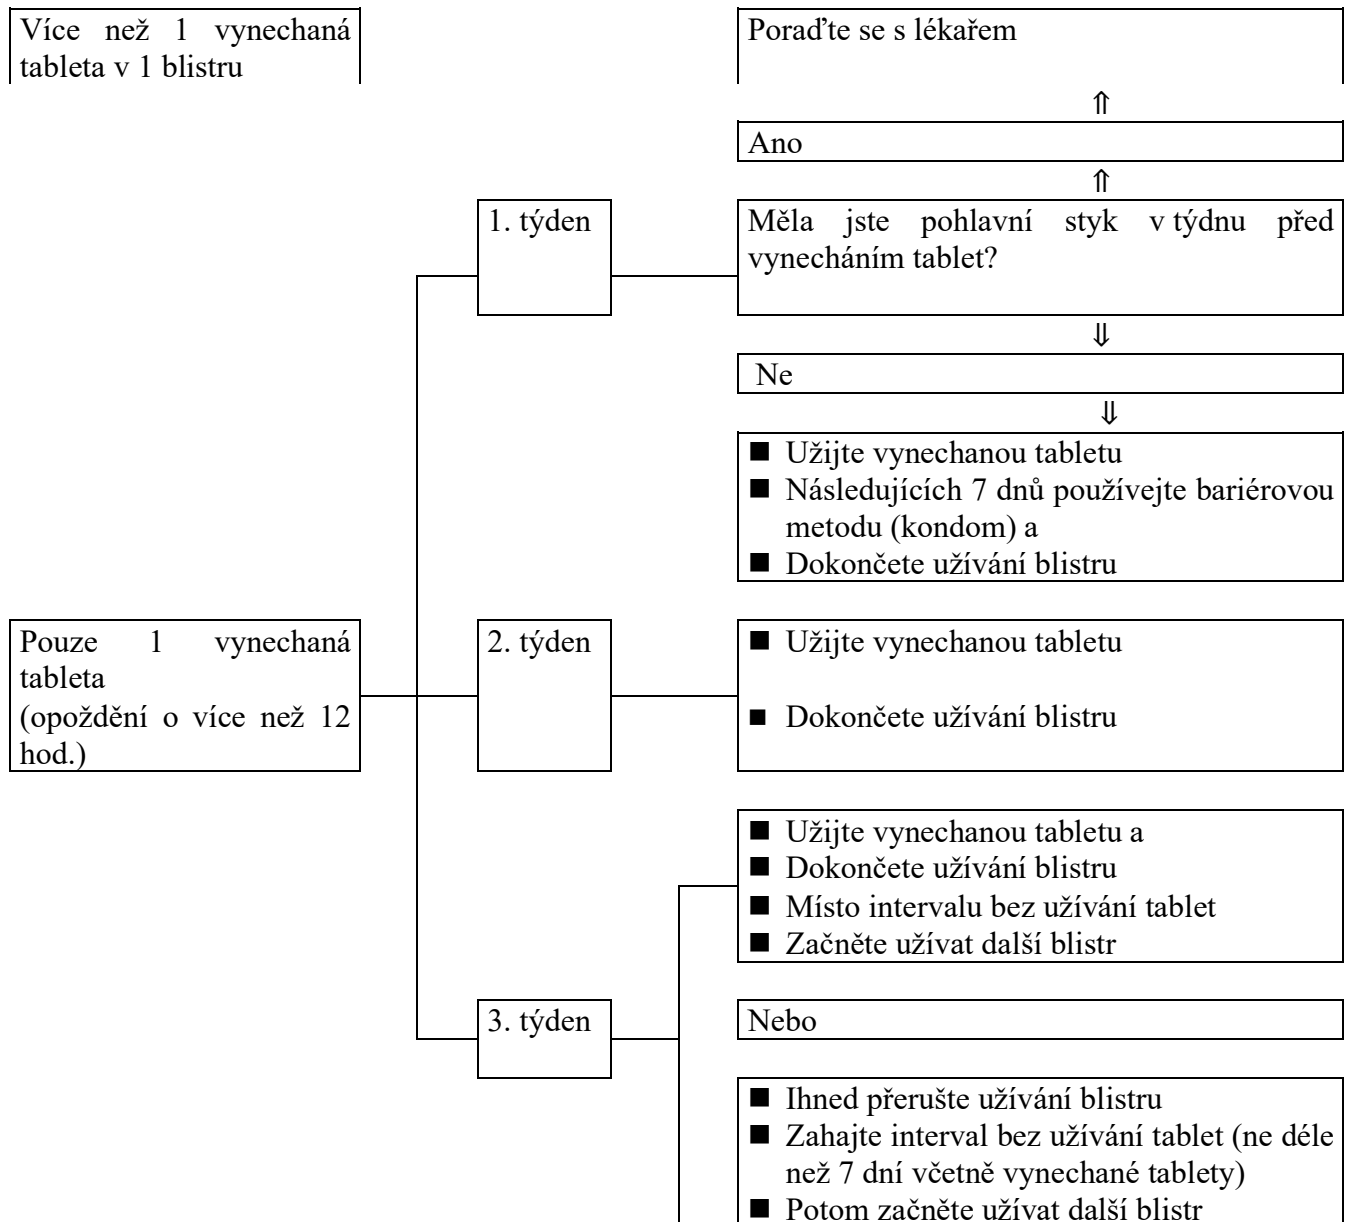 Více než 1 vynechaná
tableta v 1 blistru
Poraďte se s lékařem
⇑
Ano
⇑
1. týden
Měla jste pohlavní styk v týdnu před
vynecháním tablet?
⇓
Ne
⇓
■ Užijte vynechanou tabletu
■ Následujících 7 dnů používejte bariérovou
metodu (kondom) a
■ Dokončete užívání blistru
Pouze 1 vynechaná
tableta
(opoždění o více než 12
hod.)
2. týden
■ Užijte vynechanou tabletu
■ Dokončete užívání blistru
■ Užijte vynechanou tabletu a
■ Dokončete užívání blistru
■ Místo intervalu bez užívání tablet
■ Začněte užívat další blistr
3. týden
Nebo
■ Ihned přerušte užívání blistru
■ Zahajte interval bez užívání tablet (ne déle
než 7 dní včetně vynechané tablety)
■ Potom začněte užívat další blistr